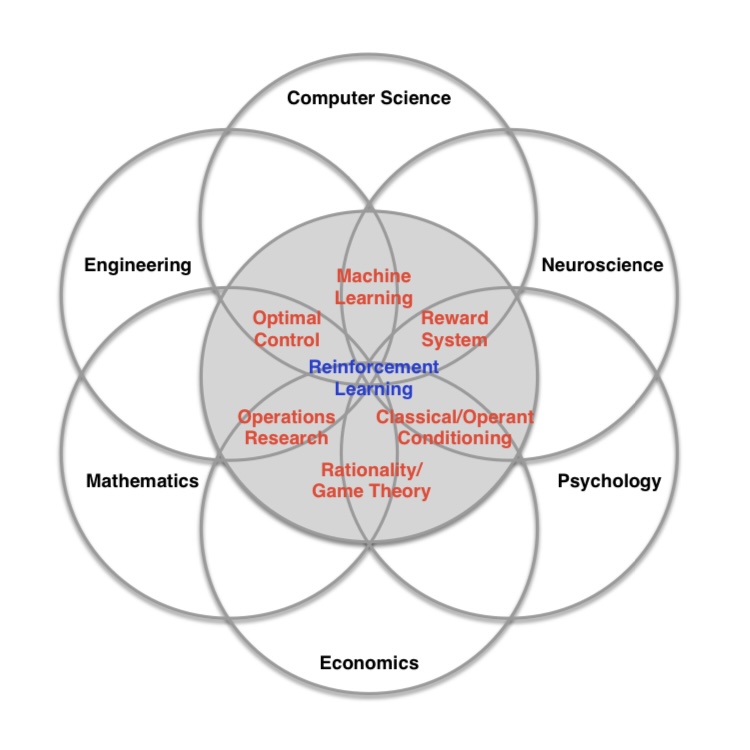 Computer Science
Engineering
Neuroscience
Machine
Learning
Optimal
Control
Reward
System
Reinforcement
Learning
Operations
Research
Classical/Operant
Conditioning
Rationality/
Game Theory
Mathematics
Psychology
Economics